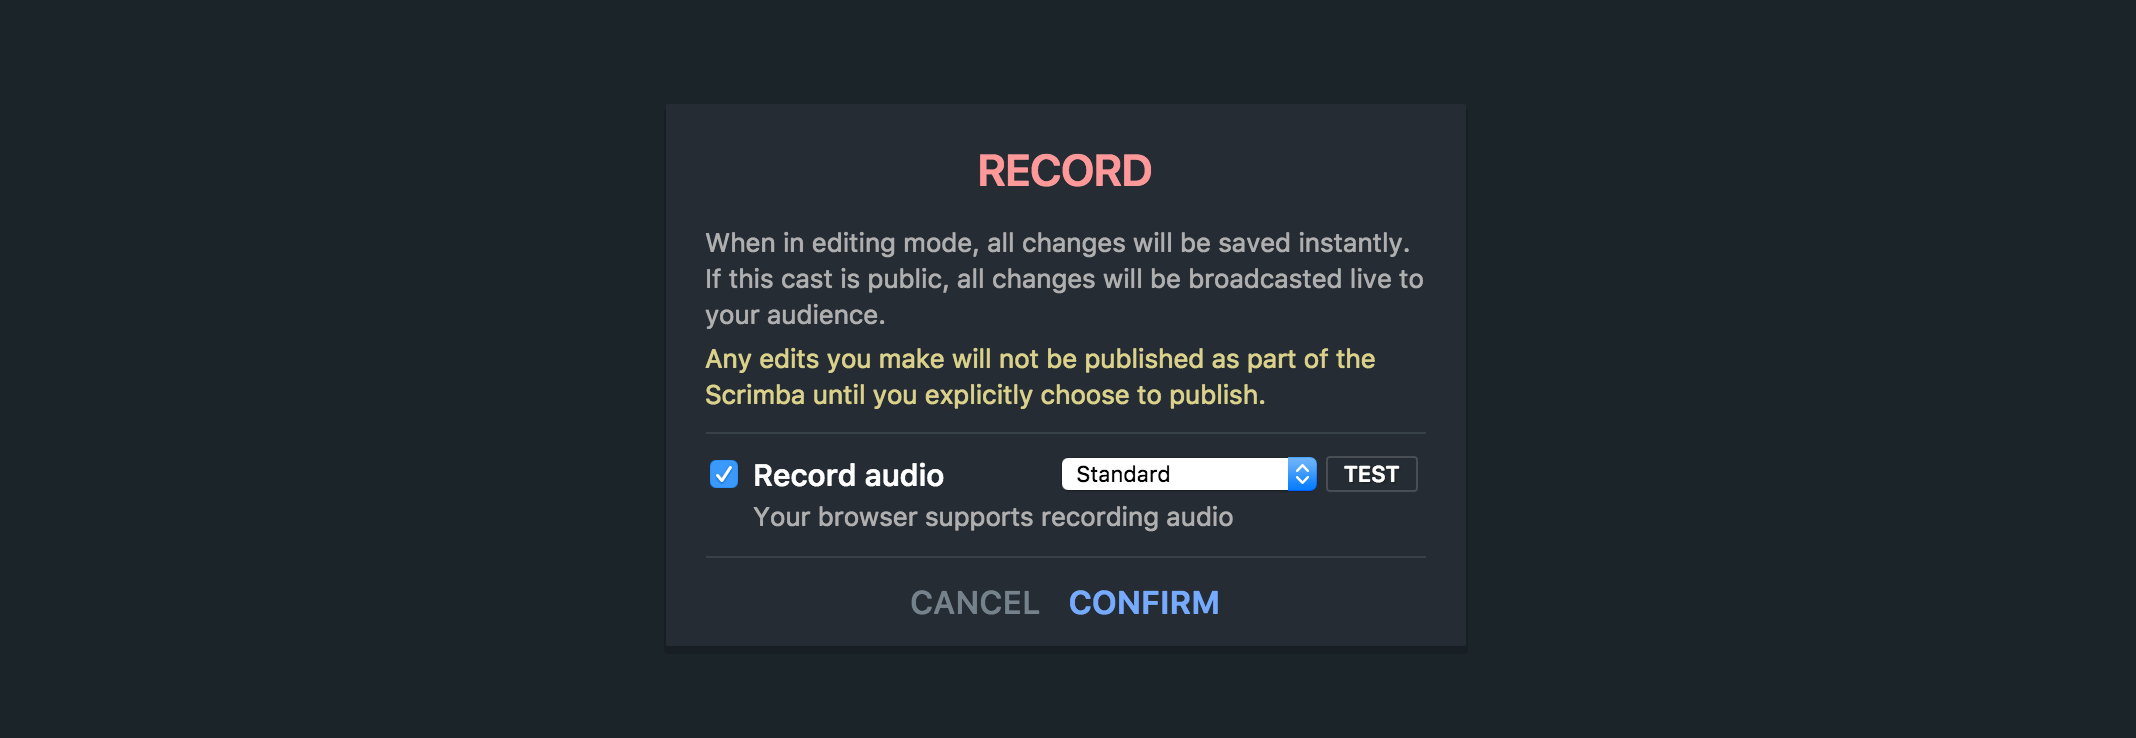 RECORD
When in editing mode, all changes will be saved instantly.
If this cast is public, all changes will be broadcasted live to
your audience.
Any edits you make will not be published as part of the
Scrimba until you explicitly choose to publish.
Record audio
Standard
TEST
Your browser supports recording audio
CANCEL
CONFIRM